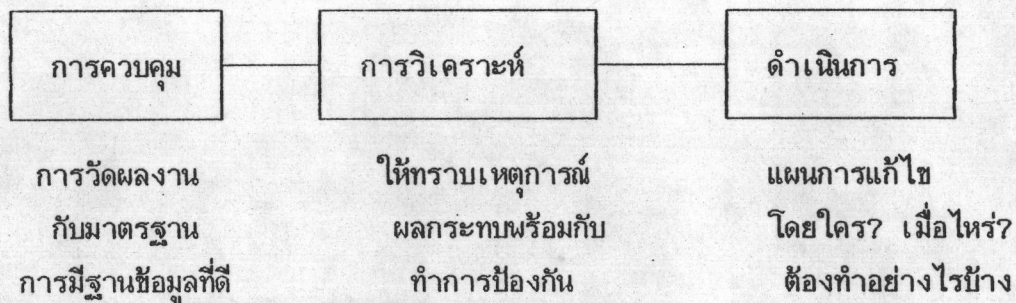 การควบคุม การวิเคราะห์ ดำเนินการ
การวัดผลงาน ให้ทราบเหตุการณ์ แผนการแก้ไข
กับมาตรฐาน ผลกระทบพร้อมกับ โดยใคร? เมื่อไหร่?
การมีฐานข้อมูลที่ดี ทำการป้องกัน ต้องทำอย่างไรบ้าง